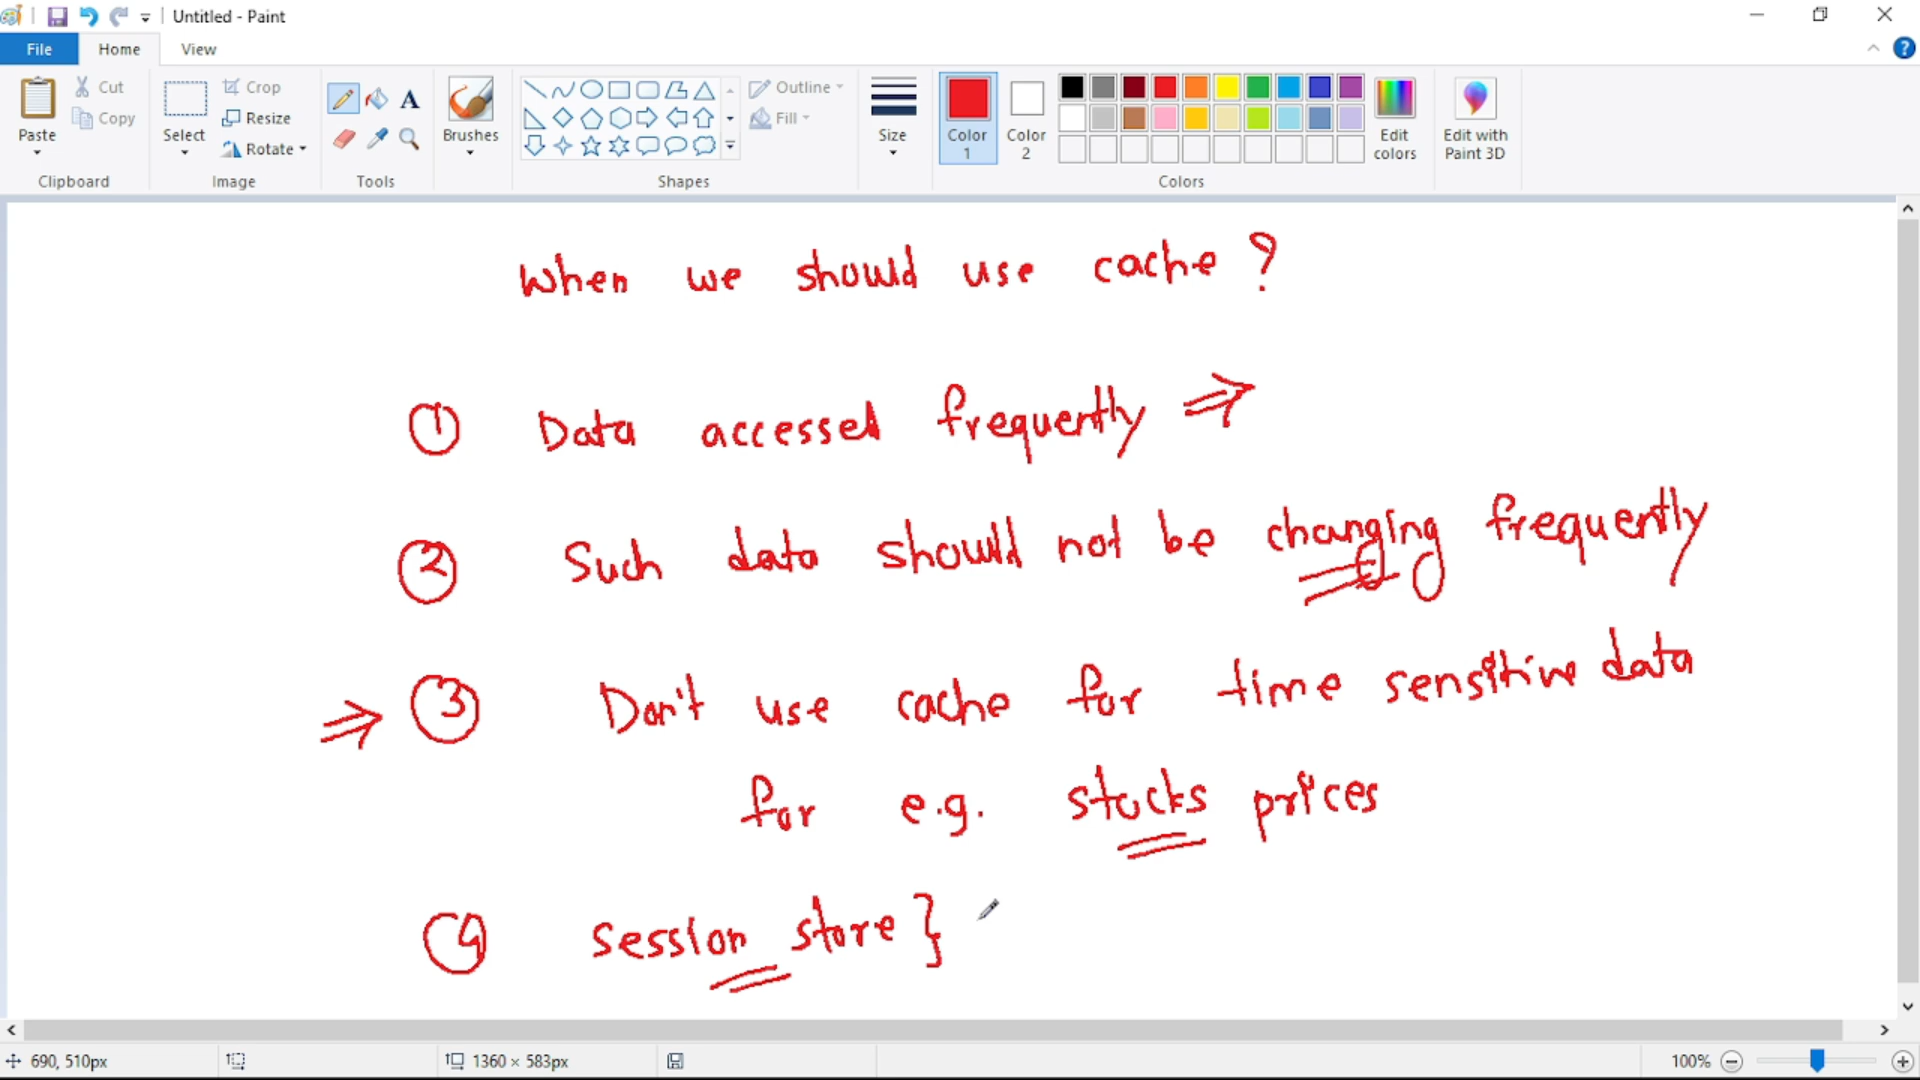 Untitled - Paint
File Home View
Cut Crop Outline
Copy Resize Fill
Paste Select Rotate Brushes Size Color 1 Color 2 Edit colors Edit with Paint 3D
Clipboard Image Tools Shapes Colors
When we should use cache?
① Data accessed frequently ⇒
② Such data should not be changing frequently
⇒ ③ Don't use cache for time sensitive data
for e.g. stocks prices
④ session store }
690, 510px 1360 × 583px 100%